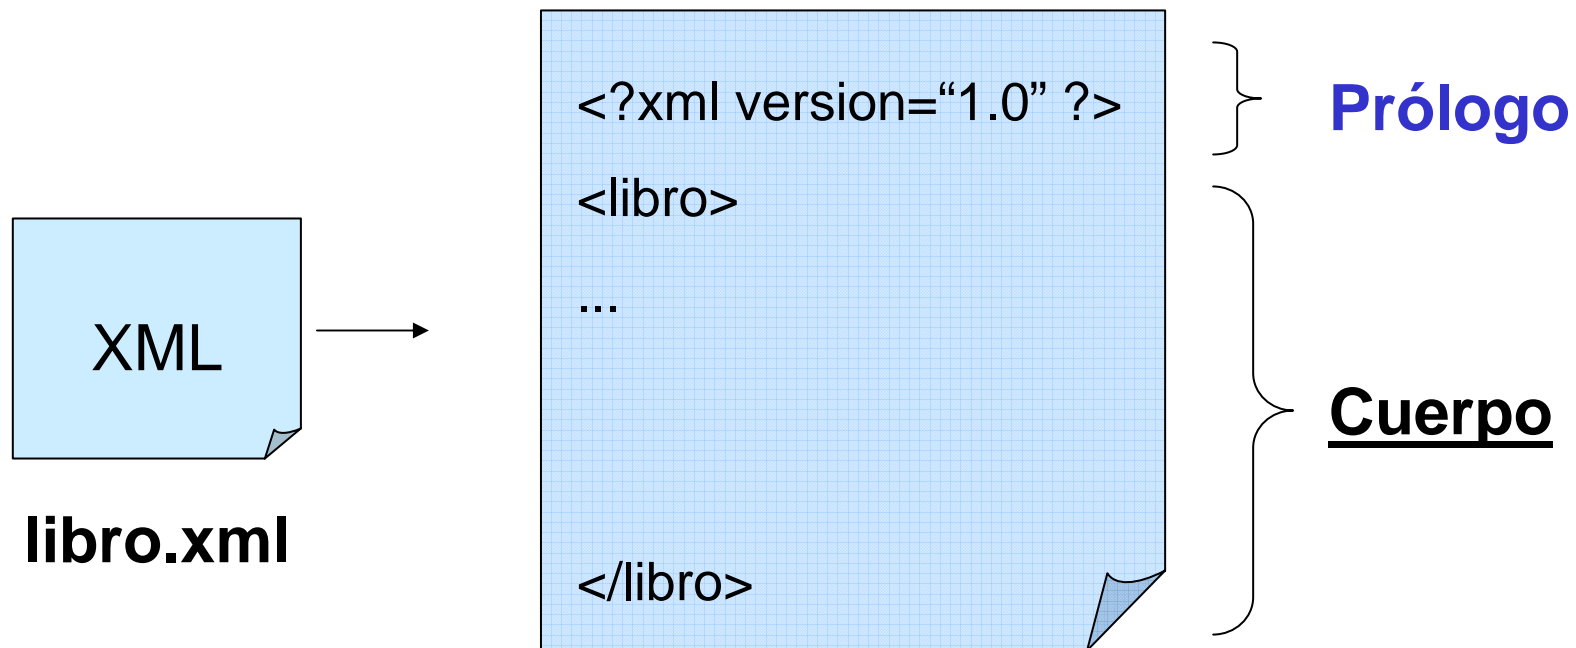 <?xml version=“1.0” ?>
Prólogo
<libro>
...
XML
Cuerpo
libro.xml
</libro>